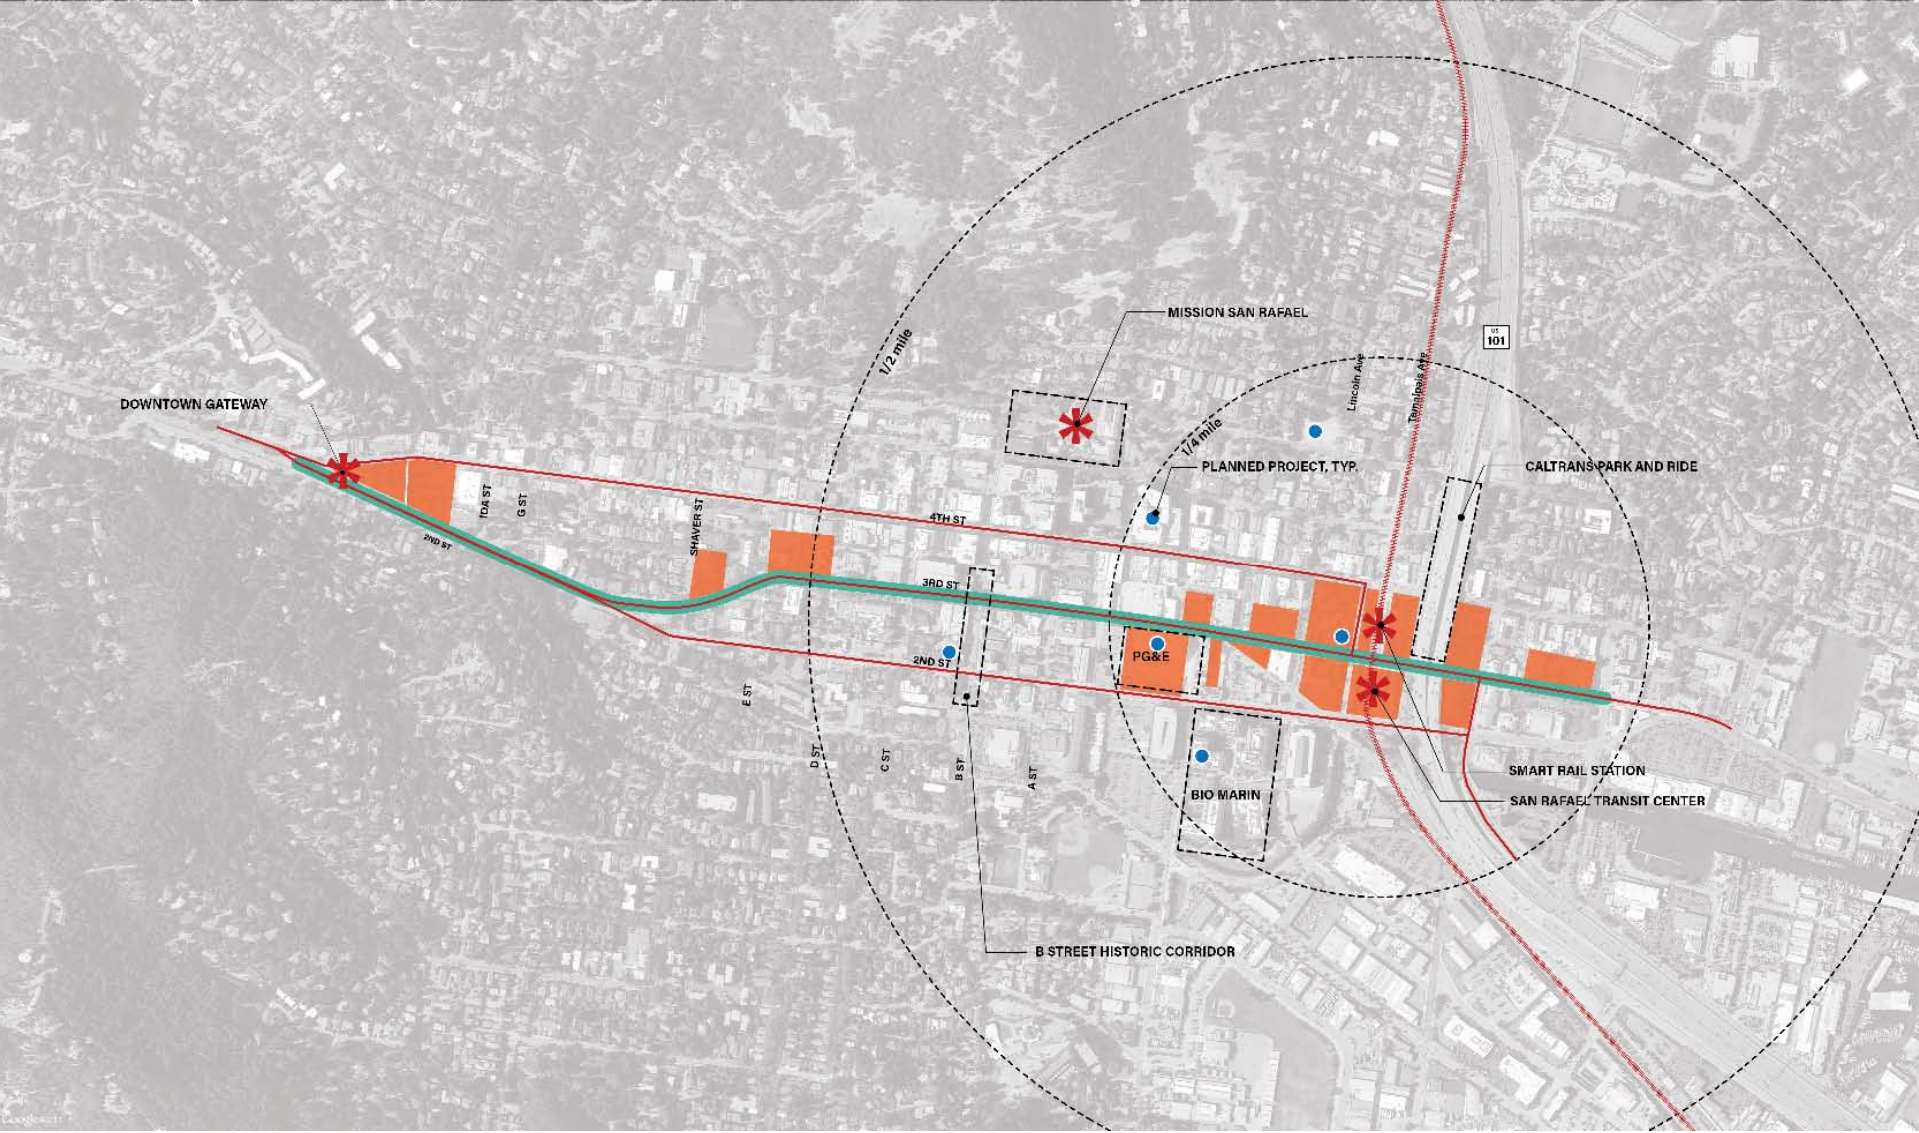 1/2 mile
MISSION SAN RAFAEL
US
101
Lincoln Ave
Tamalpais Ave
DOWNTOWN GATEWAY
1/4 mile
PLANNED PROJECT, TYP.
CALTRANS PARK AND RIDE
IDA ST
G ST
SHAVER ST
4TH ST
2ND ST
3RD ST
2ND ST
PG&E
E ST
D ST
C ST
B ST
A ST
SMART RAIL STATION
BIO MARIN
SAN RAFAEL TRANSIT CENTER
B STREET HISTORIC CORRIDOR